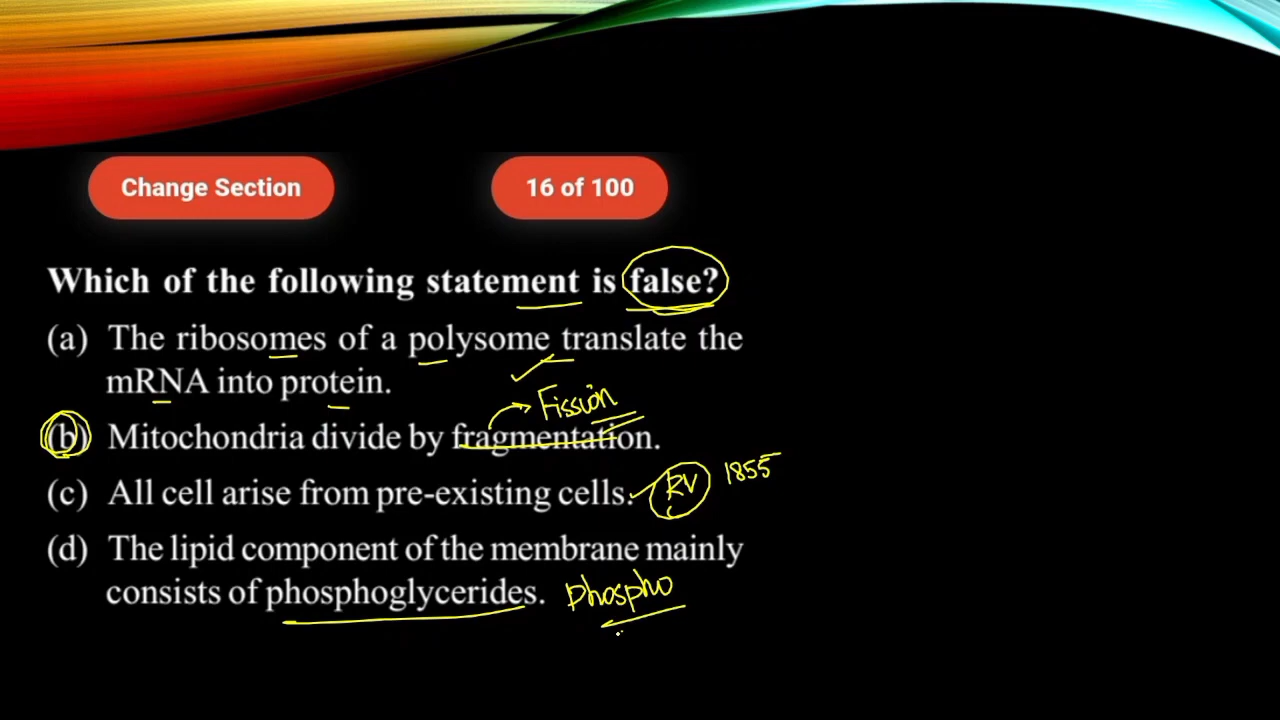 Change Section
16 of 100
Which of the following statement is false?
(a) The ribosomes of a polysome translate the
mRNA into protein.
Fission
(b) Mitochondria divide by fragmentation.
(c) All cell arise from pre-existing cells. RV 1855
(d) The lipid component of the membrane mainly
consists of phosphoglycerides. phospho